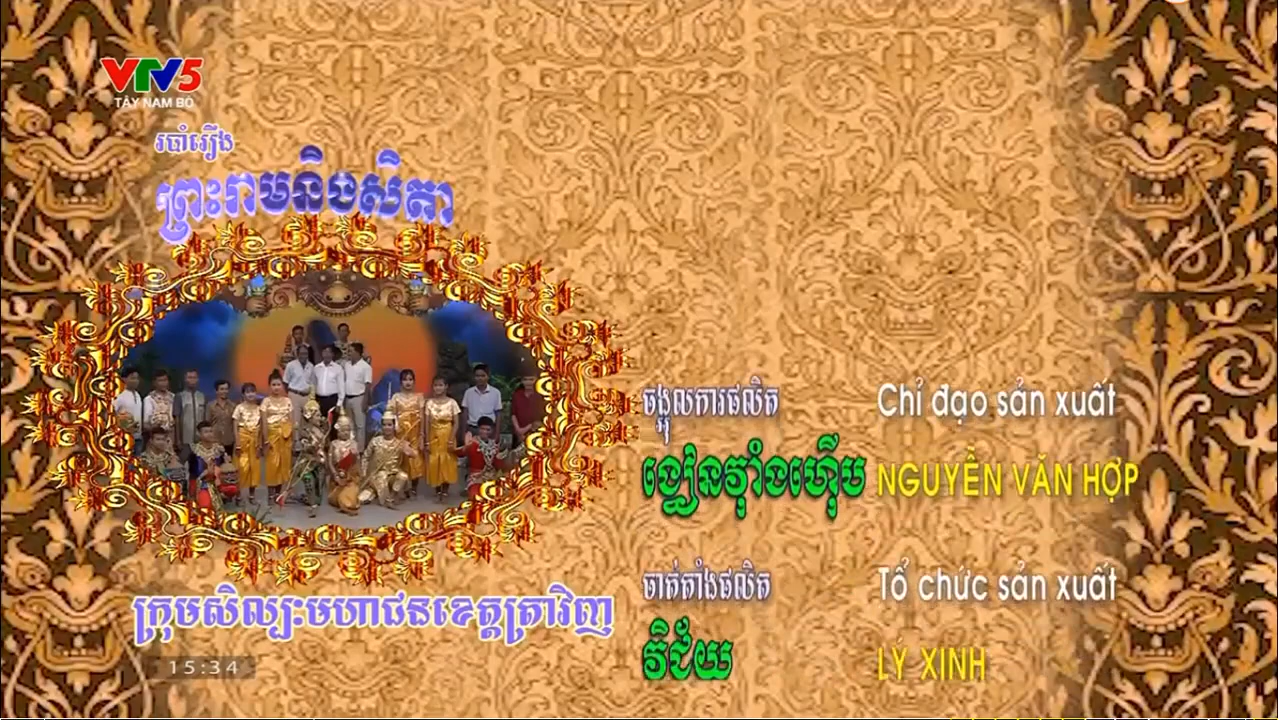 VTV5
TÂY NAM BỘ
របាំរឿង
ព្រះរាមនិងសិតា
ចង្អុលការផលិត
Chỉ đạo sản xuất
ង្វៀនវ៉ាំងហ៊ើប
NGUYỄN VĂN HỢP
ចាត់តាំងផលិត
Tổ chức sản xuất
ក្រុមសិល្បៈមហាជនខេត្តត្រាវិញ
វិជ័យ
LÝ XINH
15:34